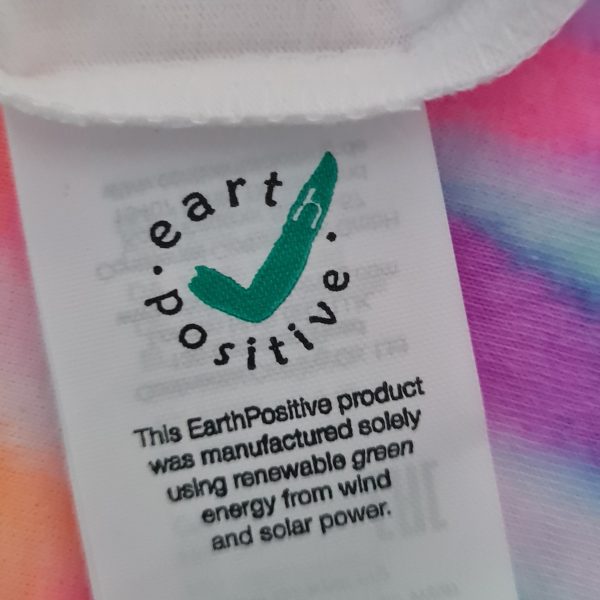 earth
positive
This EarthPositive product
was manufactured solely
using renewable green
energy from wind
and solar power.